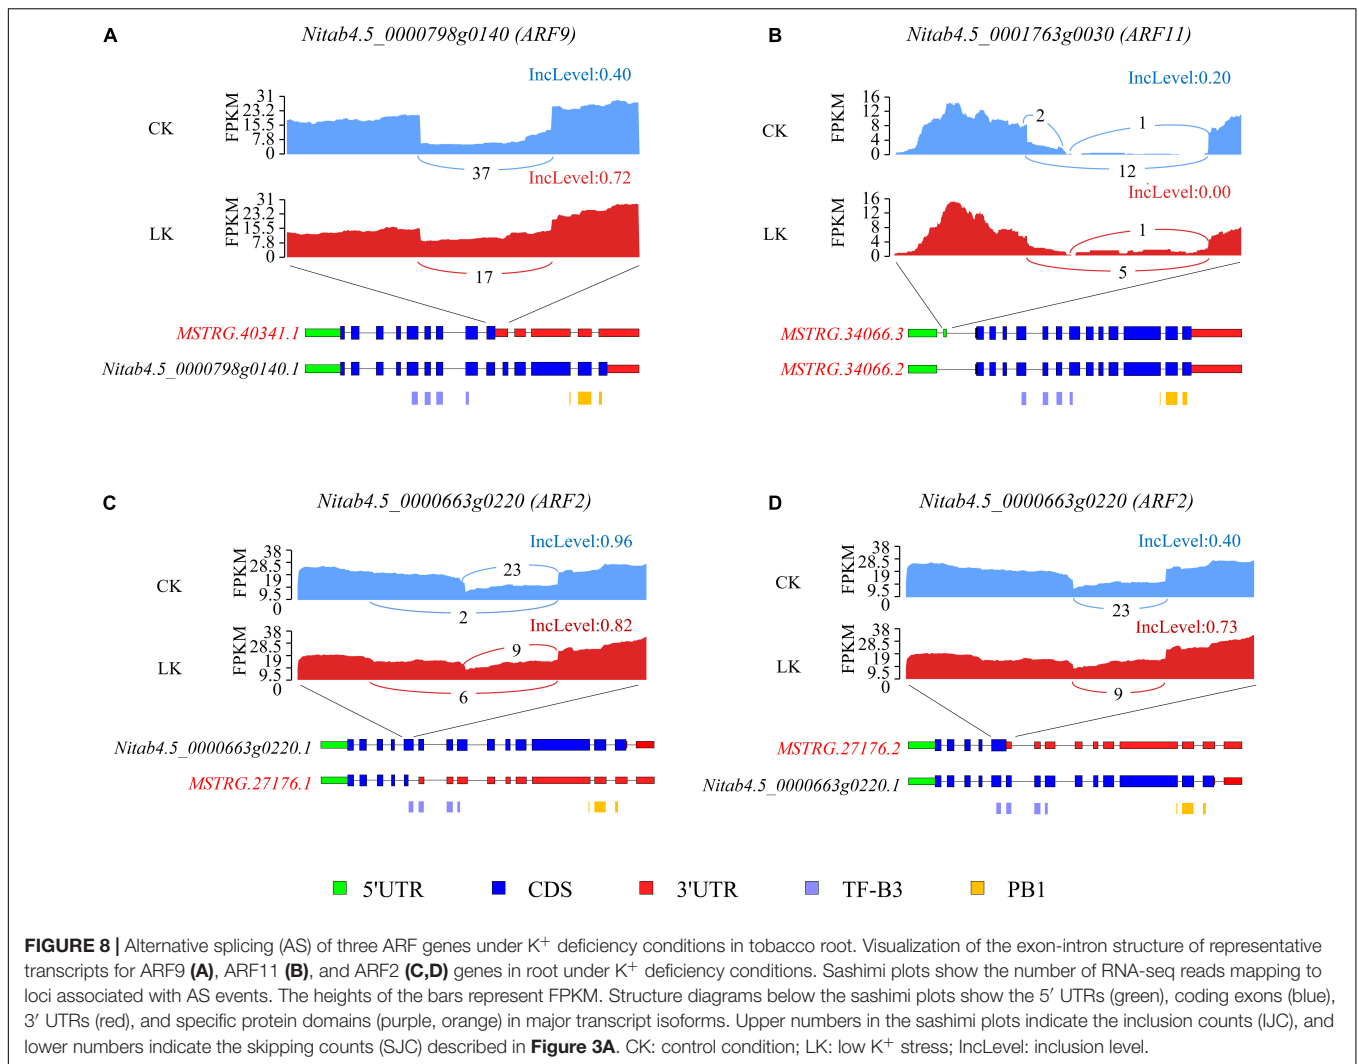 A
Nitab4.5_0000798g0140 (ARF9)
IncLevel:0.40
CK
FPKM
31
23.2
15.5
7.8
0
37
IncLevel:0.72
LK
FPKM
31
23.2
15.5
7.8
0
17
MSTRG.40341.1
Nitab4.5_0000798g0140.1
B
Nitab4.5_0001763g0030 (ARF11)
IncLevel:0.20
CK
FPKM
16
12
8
4
0
2
1
12
IncLevel:0.00
LK
FPKM
16
12
8
4
0
1
5
MSTRG.34066.3
MSTRG.34066.2
C
Nitab4.5_0000663g0220 (ARF2)
IncLevel:0.96
CK
FPKM
38
28.5
19
9.5
0
23
2
IncLevel:0.82
LK
FPKM
38
28.5
19
9.5
0
9
6
Nitab4.5_0000663g0220.1
MSTRG.27176.1
D
Nitab4.5_0000663g0220 (ARF2)
IncLevel:0.40
CK
FPKM
38
28.5
19
9.5
0
23
IncLevel:0.73
LK
FPKM
38
28.5
19
9.5
0
9
MSTRG.27176.2
Nitab4.5_0000663g0220.1
5'UTR CDS 3'UTR TF-B3 PB1
FIGURE 8 | Alternative splicing (AS) of three ARF genes under K⁺ deficiency conditions in tobacco root. Visualization of the exon-intron structure of representative
transcripts for ARF9 (A), ARF11 (B), and ARF2 (C,D) genes in root under K⁺ deficiency conditions. Sashimi plots show the number of RNA-seq reads mapping to
loci associated with AS events. The heights of the bars represent FPKM. Structure diagrams below the sashimi plots show the 5′ UTRs (green), coding exons (blue),
3′ UTRs (red), and specific protein domains (purple, orange) in major transcript isoforms. Upper numbers in the sashimi plots indicate the inclusion counts (IJC), and
lower numbers indicate the skipping counts (SJC) described in Figure 3A. CK: control condition; LK: low K⁺ stress; IncLevel: inclusion level.